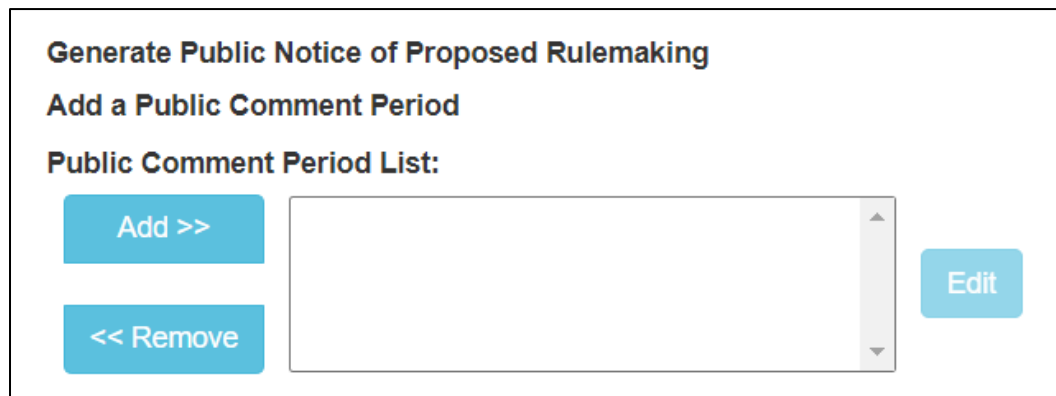 Generate Public Notice of Proposed Rulemaking
Add a Public Comment Period
Public Comment Period List:
Add >>
Edit
<< Remove